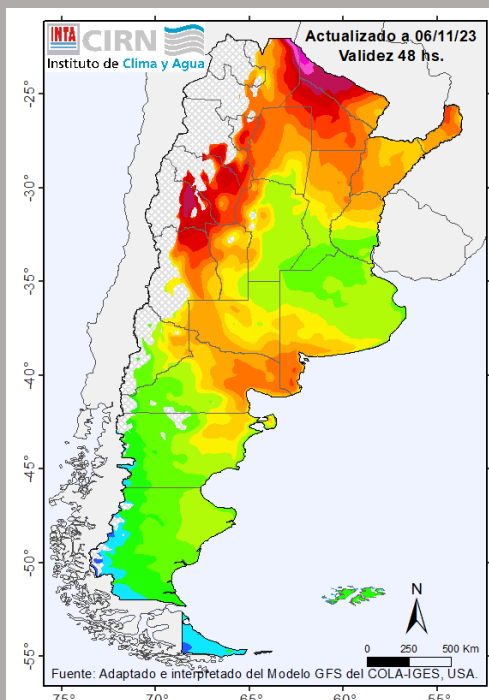 INTA CIRN
Instituto de Clima y Agua
Actualizado a 06/11/23
Validez 48 hs.
-25°
-30°
-35°
-40°
-45°
-50°
-55°
N
0 250 500 Km
Fuente: Adaptado e interpretado del Modelo GFS del COLA-IGES, USA.
-75° -70° -65° -60° -55°